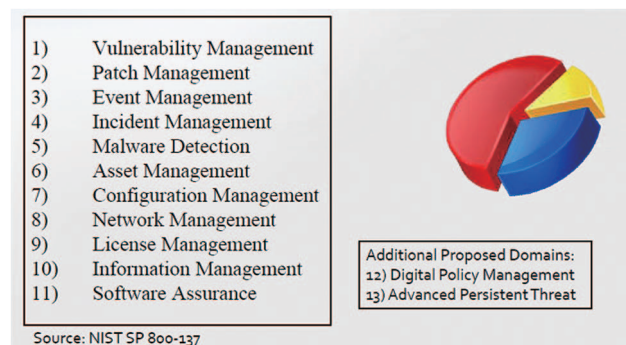 1) Vulnerability Management
2) Patch Management
3) Event Management
4) Incident Management
5) Malware Detection
6) Asset Management
7) Configuration Management
8) Network Management
9) License Management
10) Information Management
11) Software Assurance
Additional Proposed Domains:
12) Digital Policy Management
13) Advanced Persistent Threat
Source: NIST SP 800-137